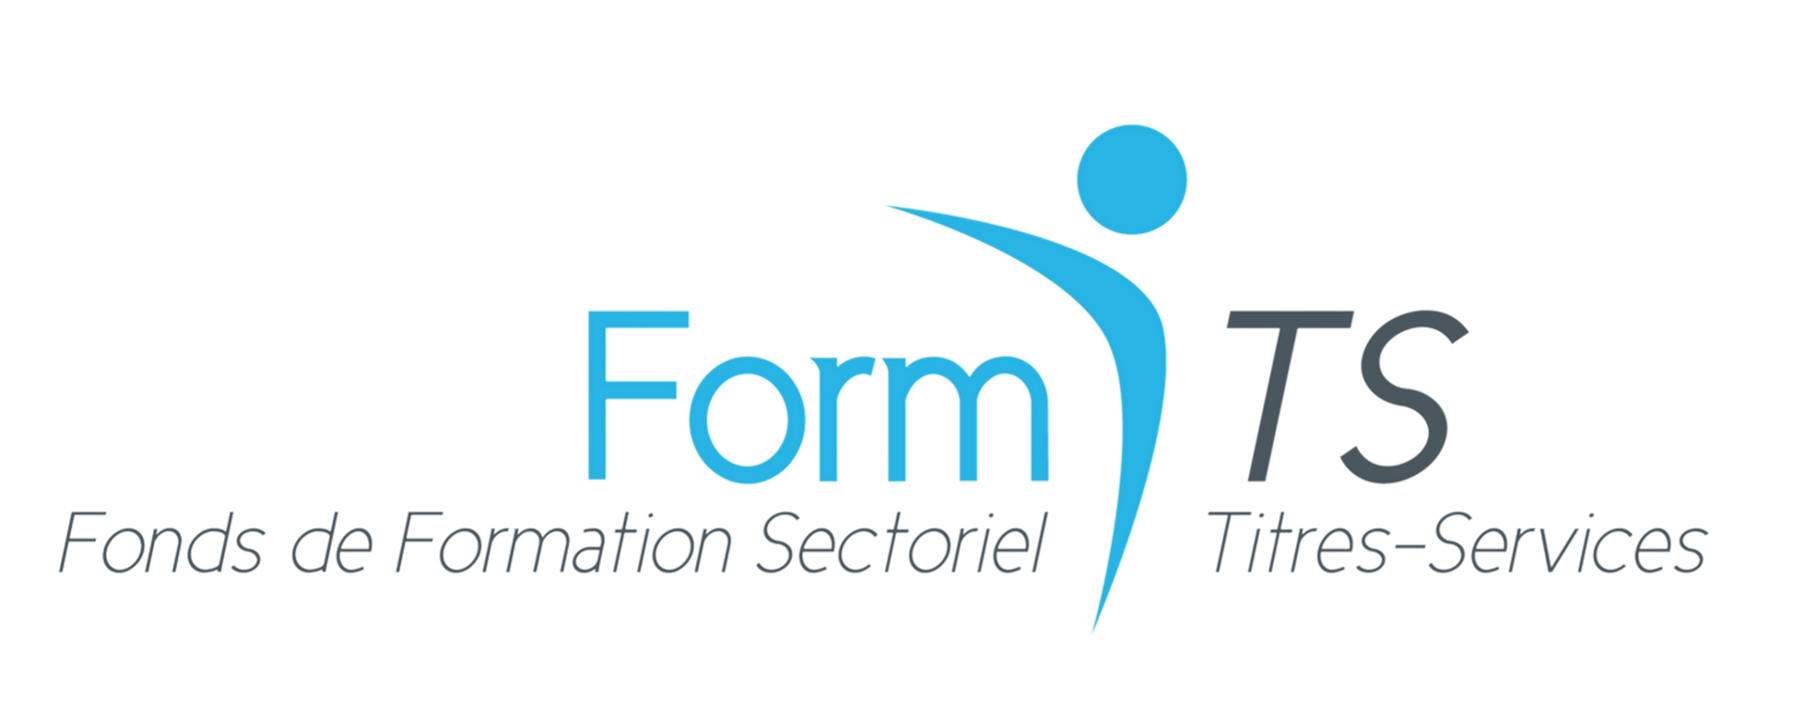 Form TS
Fonds de Formation Sectoriel Titres-Services